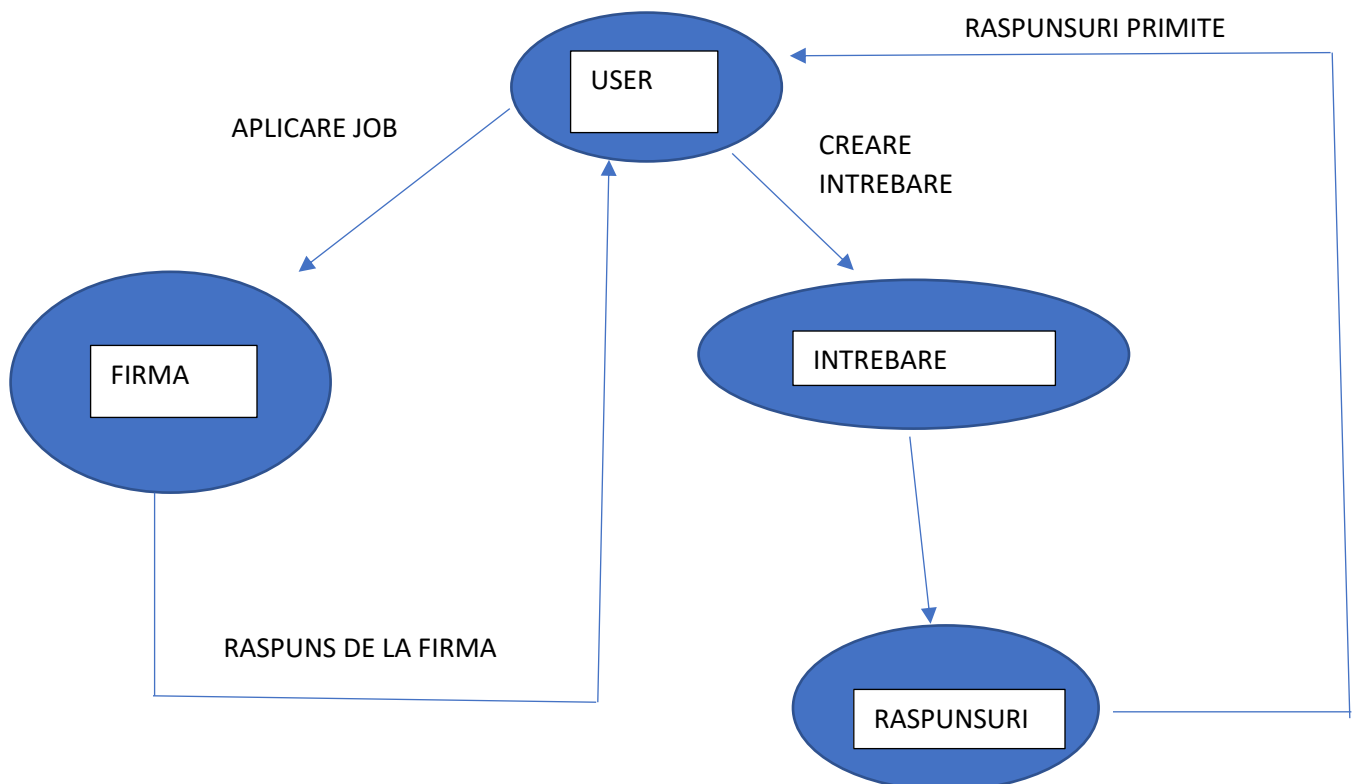 RASPUNSURI PRIMITE
USER
APLICARE JOB
CREARE
INTREBARE
FIRMA
INTREBARE
RASPUNS DE LA FIRMA
RASPUNSURI